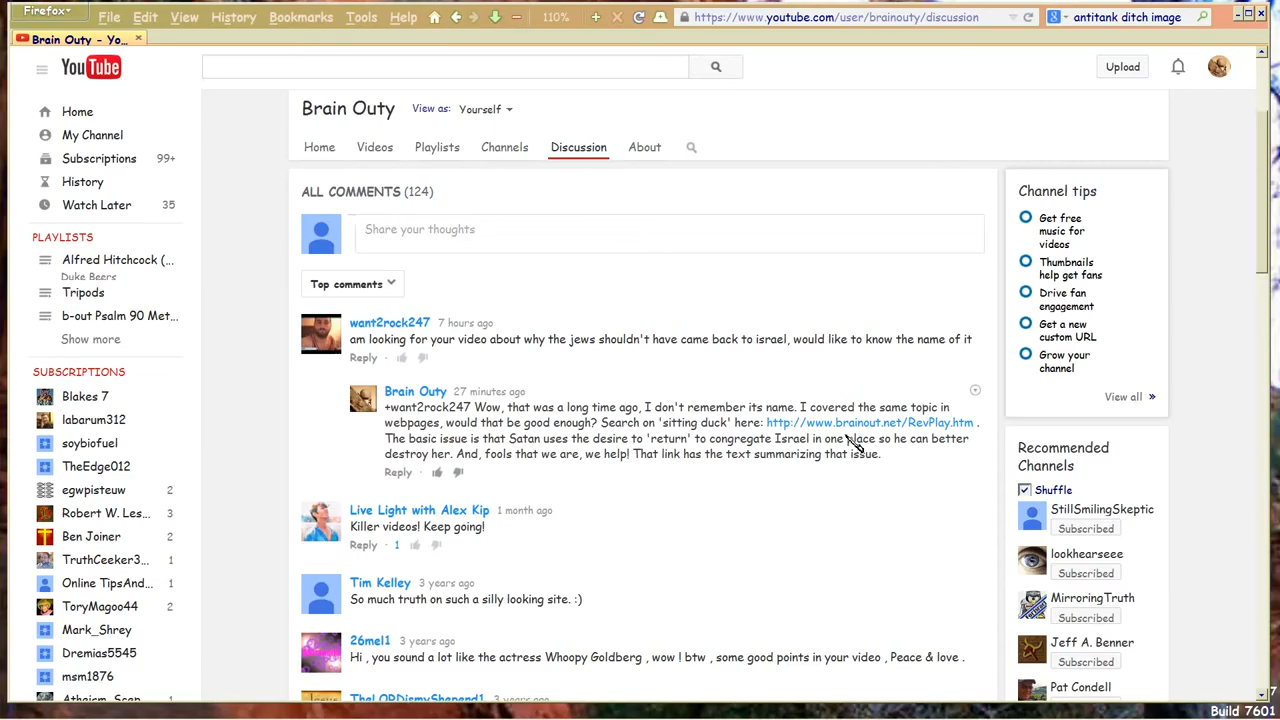 Firefox
File Edit View History Bookmarks Tools Help
110%
https://www.youtube.com/user/brainouty/discussion
antitank ditch image
Brain Outy - Yo...
YouTube
Upload
Home
My Channel
Subscriptions 99+
History
Watch Later 35
PLAYLISTS
Alfred Hitchcock (...
Duke Beers
Tripods
b-out Psalm 90 Met...
Show more
SUBSCRIPTIONS
Blakes 7
labarum312
soybiofuel
TheEdge012
egwpisteuw 2
Robert W. Les... 3
Ben Joiner 2
TruthCeeker3... 1
Online TipsAnd... 1
ToryMagoo44 2
Mark_Shrey
Dremias5545
msm1876
Atheism_Scap... 1
Brain Outy View as: Yourself
Home Videos Playlists Channels Discussion About
ALL COMMENTS (124)
Share your thoughts
Top comments
want2rock247 7 hours ago
am looking for your video about why the jews shouldn't have came back to israel, would like to know the name of it
Reply ·
Brain Outy 27 minutes ago
+want2rock247 Wow, that was a long time ago, I don't remember its name. I covered the same topic in
webpages, would that be good enough? Search on 'sitting duck' here: http://www.brainout.net/RevPlay.htm .
The basic issue is that Satan uses the desire to 'return' to congregate Israel in one place so he can better
destroy her. And, fools that we are, we help! That link has the text summarizing that issue.
Reply ·
Live Light with Alex Kip 1 month ago
Killer videos! Keep going!
Reply · 1
Tim Kelley 3 years ago
So much truth on such a silly looking site. :)
26mel1 3 years ago
Hi , you sound a lot like the actress Whoopy Goldberg , wow ! btw , some good points in your video , Peace & love .
TheLORDismyShepend1 3 years ago
Channel tips
Get free
music for
videos
Thumbnails
help get fans
Drive fan
engagement
Get a new
custom URL
Grow your
channel
View all »
Recommended
Channels
Shuffle
StillSmilingSkeptic
Subscribed
lookhearseee
Subscribed
MirroringTruth
Subscribed
Jeff A. Benner
Subscribed
Pat Condell
7
Build 7601